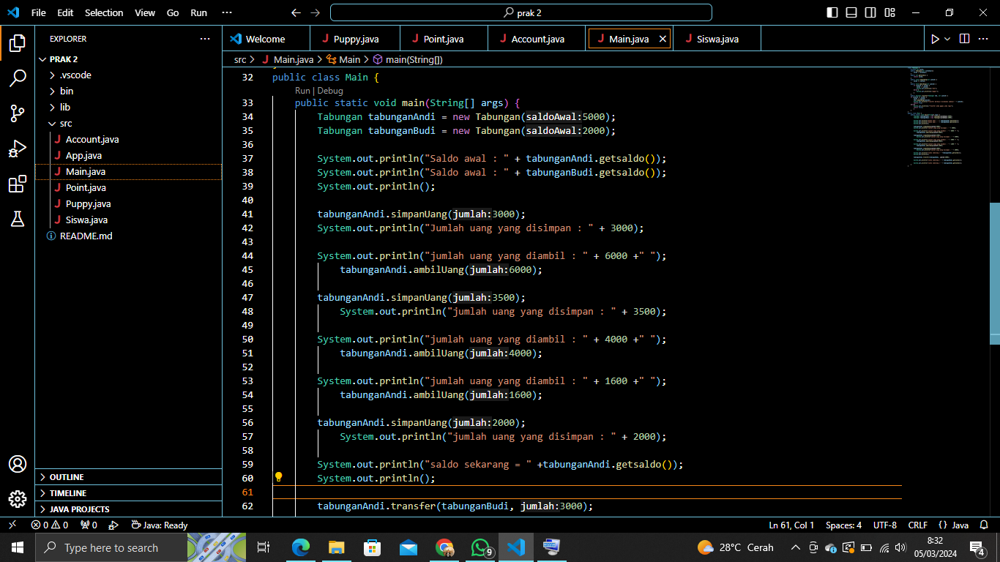 File Edit Selection View Go Run ··· prak 2
EXPLORER ···
PRAK 2
.vscode
bin
lib
src
Account.java
App.java
Main.java
Point.java
Puppy.java
Siswa.java
README.md
OUTLINE
TIMELINE
JAVA PROJECTS
Welcome Puppy.java Point.java Account.java Main.java Siswa.java
src > Main.java > Main > main(String[])
32 public class Main {
Run | Debug
33 public static void main(String[] args) {
34 Tabungan tabunganAndi = new Tabungan(saldoAwal:5000);
35 Tabungan tabunganBudi = new Tabungan(saldoAwal:2000);
36
37 System.out.println("Saldo awal : " + tabunganAndi.getsaldo());
38 System.out.println("Saldo awal : " + tabunganBudi.getsaldo());
39 System.out.println();
40
41 tabunganAndi.simpanUang(jumlah:3000);
42 System.out.println("Jumlah uang yang disimpan : " + 3000);
43
44 System.out.println("jumlah uang yang diambil : " + 6000 +" ");
45 tabunganAndi.ambilUang(jumlah:6000);
46
47 tabunganAndi.simpanUang(jumlah:3500);
48 System.out.println("jumlah uang yang disimpan : " + 3500);
49
50 System.out.println("jumlah uang yang diambil : " + 4000 +" ");
51 tabunganAndi.ambilUang(jumlah:4000);
52
53 System.out.println("jumlah uang yang diambil : " + 1600 +" ");
54 tabunganAndi.ambilUang(jumlah:1600);
55
56 tabunganAndi.simpanUang(jumlah:2000);
57 System.out.println("jumlah uang yang disimpan : " + 2000);
58
59 System.out.println("saldo sekarang = " +tabunganAndi.getsaldo());
60 System.out.println();
61
62 tabunganAndi.transfer(tabunganBudi, jumlah:3000);
0 0 0 Java: Ready Ln 61, Col 1 Spaces: 4 UTF-8 CRLF {} Java
Type here to search 9 28°C Cerah 8:32
05/03/2024 4